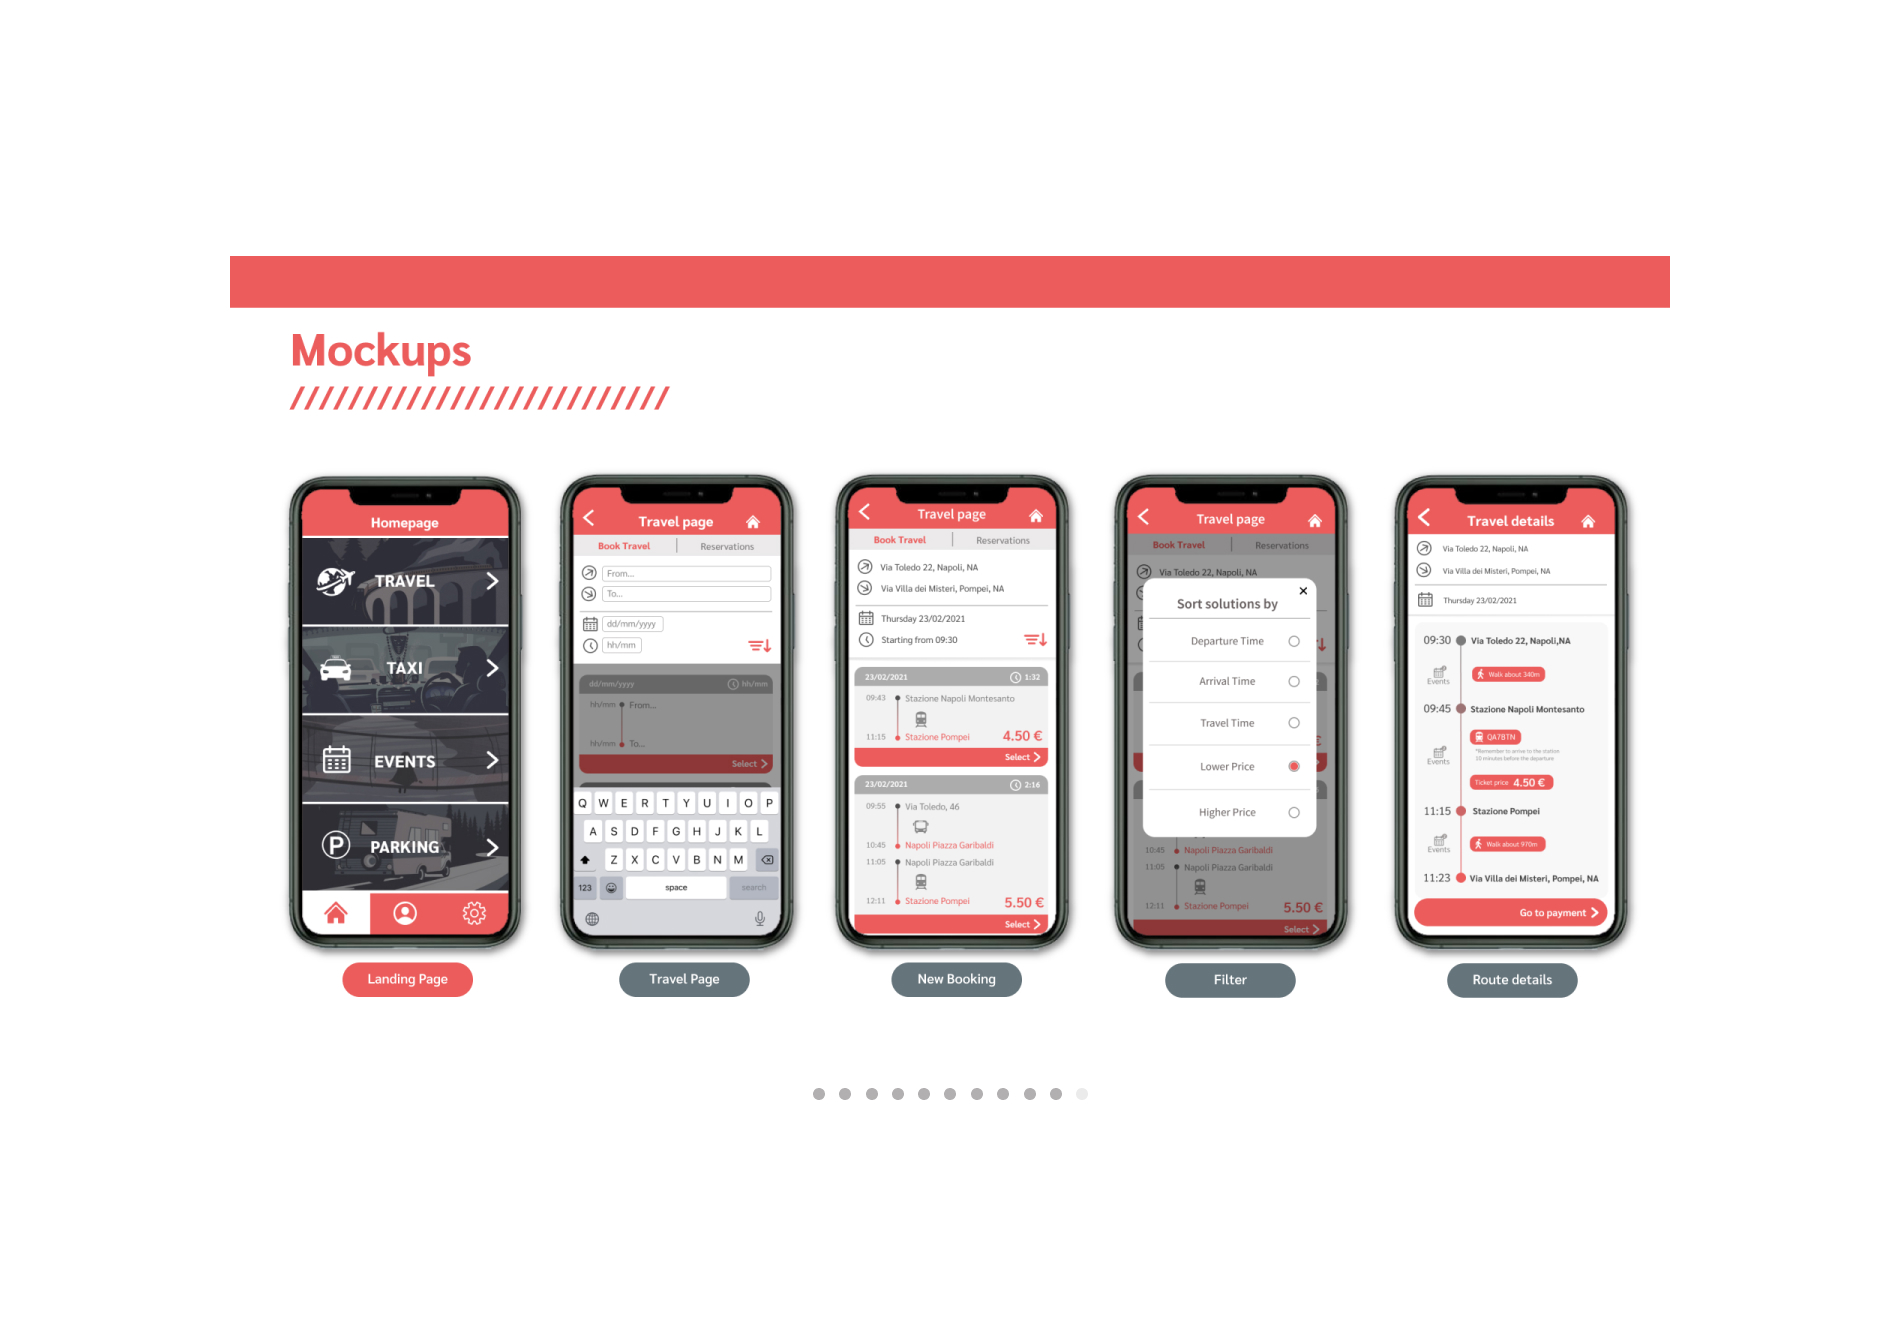 Mockups
Homepage
TRAVEL
TAXI
EVENTS
P
PARKING
Landing Page
Travel page
Book Travel
Reservations
From...
To...
dd/mm/yyyy
hh/mm
dd/mm/yyyy hh/mm
hh/mm From...
hh/mm To...
Select
Q W E R T Y U I O P
A S D F G H J K L
Z X C V B N M
123 space search
Travel Page
Travel page
Book Travel
Reservations
Via Toledo 22, Napoli, NA
Via Villa dei Misteri, Pompei, NA
Thursday 23/02/2021
Starting from 09:30
23/02/2021 1:32
09:43 Stazione Napoli Montesanto
11:15 Stazione Pompei 4.50 €
Select
23/02/2021 2:16
09:55 Via Toledo, 46
10:45 Napoli Piazza Garibaldi
11:05 Napoli Piazza Garibaldi
12:11 Stazione Pompei 5.50 €
Select
New Booking
Travel page
Book Travel
Reservations
Via Toledo 22, Napoli, NA
Sort solutions by
Departure Time
Arrival Time
Travel Time
Lower Price
Higher Price
€
10:45 Napoli Piazza Garibaldi
11:05 Napoli Piazza Garibaldi
12:11 Stazione Pompei 5.50 €
Select
Filter
Travel details
Via Toledo 22, Napoli, NA
Via Villa dei Misteri, Pompei, NA
Thursday 23/02/2021
09:30 Via Toledo 22, Napoli,NA
Events Walk about 340m
09:45 Stazione Napoli Montesanto
QA7BTN
*Remember to arrive to the station
10 minutes before the departure
Events
Ticket price 4.50 €
11:15 Stazione Pompei
Events Walk about 970m
11:23 Via Villa dei Misteri, Pompei, NA
Go to payment
Route details